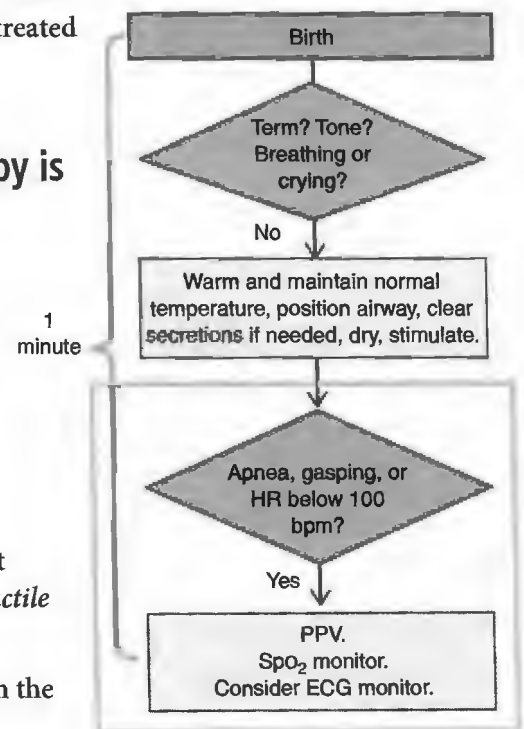 treated
Birth
Term? Tone?
Breathing or
crying?
by is
No
Warm and maintain normal
temperature, position airway, clear
secretions if needed, dry, stimulate.
1
minute
Apnea, gasping, or
HR below 100
bpm?
t
ctile
Yes
PPV.
Spo₂ monitor.
Consider ECG monitor.
n the